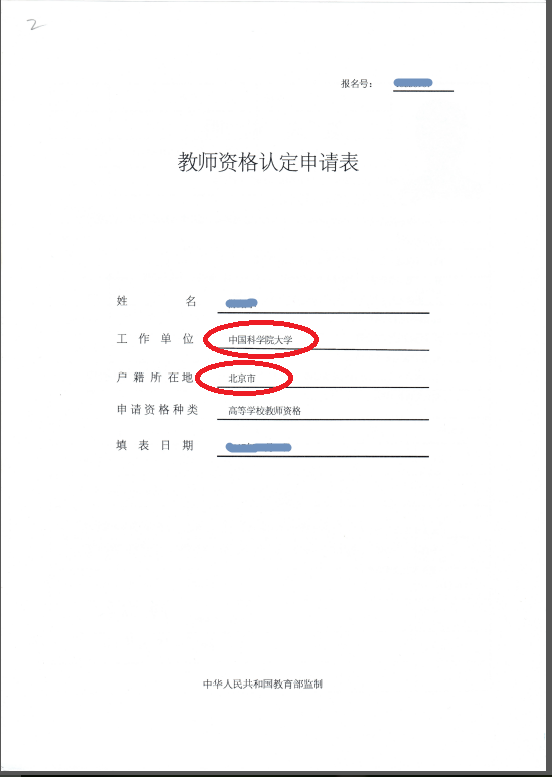 2
报名号：
教师资格认定申请表
姓名
工作单位 中国科学院大学
户籍所在地 北京市
申请资格种类 高等学校教师资格
填表日期
中华人民共和国教育部监制